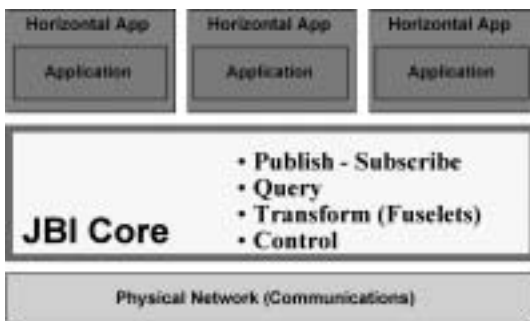 Horizontal App Horizontal App Horizontal App
Application Application Application
• Publish - Subscribe
• Query
• Transform (Fuselets)
• Control
JBI Core
Physical Network (Communications)